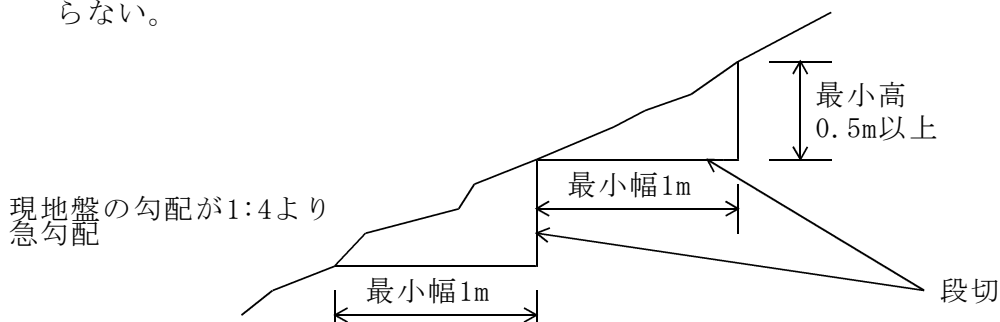 らない。
最小高
0.5m以上
最小幅1m
現地盤の勾配が1:4より
急勾配
最小幅1m
段切